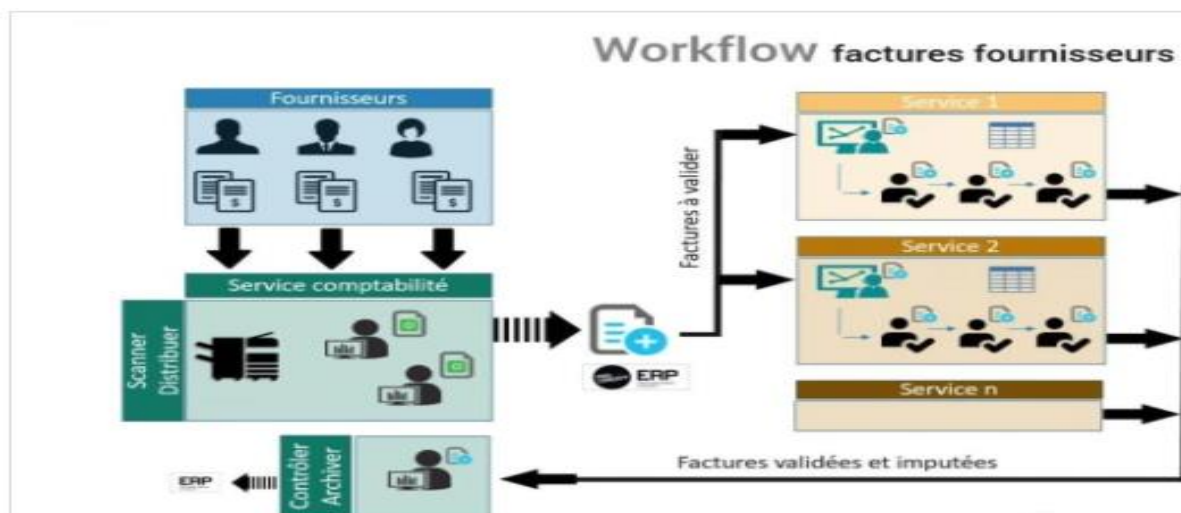 Workflow factures fournisseurs
Fournisseurs
Service 1
Factures à valider
Service 2
Service comptabilité
Scanner
Distribuer
ERP
Service n
Factures validées et imputées
Contrôler
Archiver
ERP